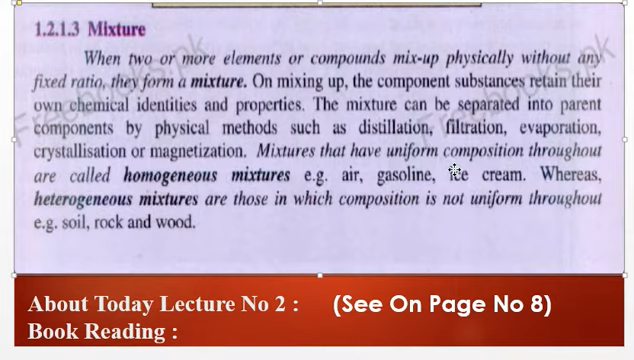 1.2.1.3 Mixture
When two or more elements or compounds mix-up physically without any
fixed ratio, they form a mixture. On mixing up, the component substances retain their
own chemical identities and properties. The mixture can be separated into parent
components by physical methods such as distillation, filtration, evaporation,
crystallisation or magnetization. Mixtures that have uniform composition throughout
are called homogeneous mixtures e.g. air, gasoline, ice cream. Whereas,
heterogeneous mixtures are those in which composition is not uniform throughout
e.g. soil, rock and wood.
About Today Lecture No 2 : (See On Page No 8)
Book Reading :